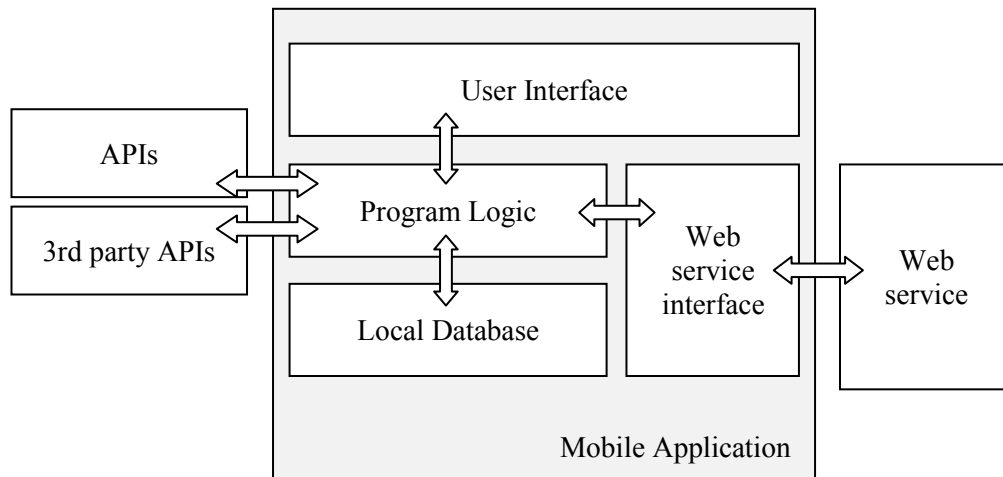 User Interface
APIs
Program Logic
3rd party APIs
Web
service
interface
Web
service
Local Database
Mobile Application